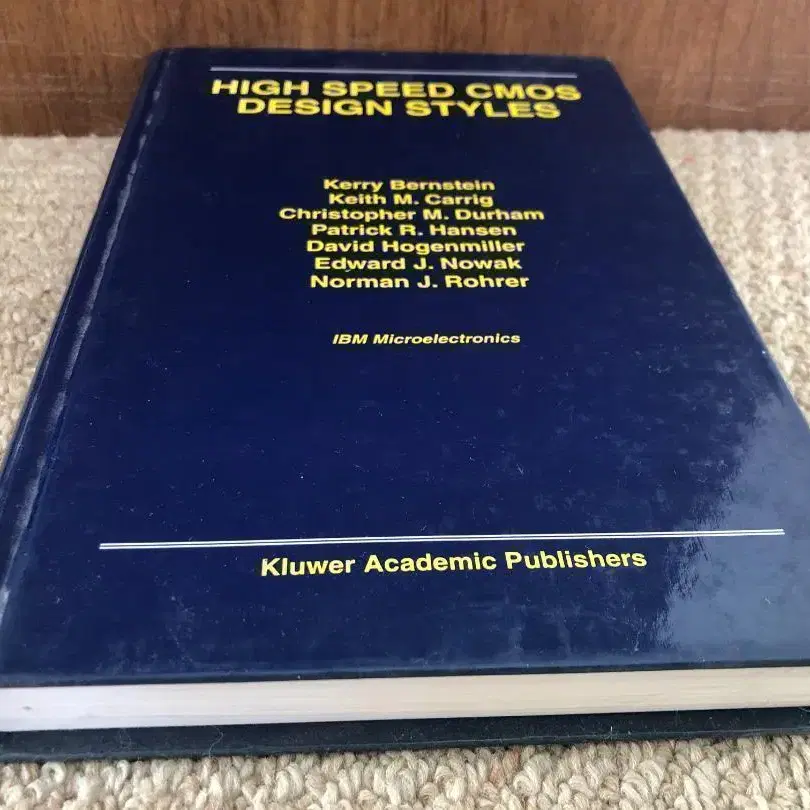 HIGH SPEED CMOS
DESIGN STYLES
Kerry Bernstein
Keith M. Carrig
Christopher M. Durham
Patrick R. Hansen
David Hogenmiller
Edward J. Nowak
Norman J. Rohrer
IBM Microelectronics
Kluwer Academic Publishers